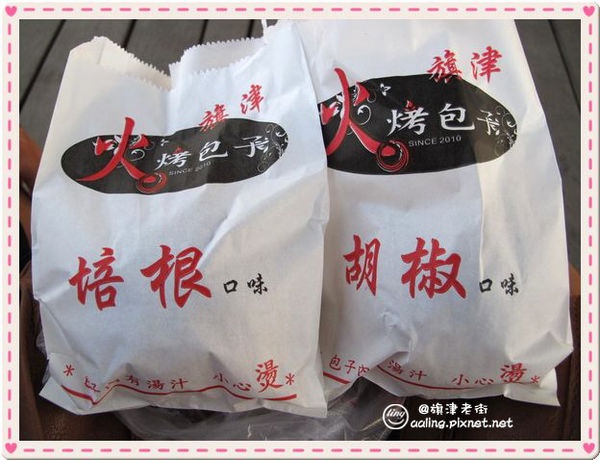 旗津
火烤包子
SINCE 2010
培根口味
*包子內有湯汁 小心燙*
旗津
火烤包子
SINCE 2010
胡椒口味
包子內 湯汁 小心燙*
ling
@旗津老街
aaling.pixnet.net